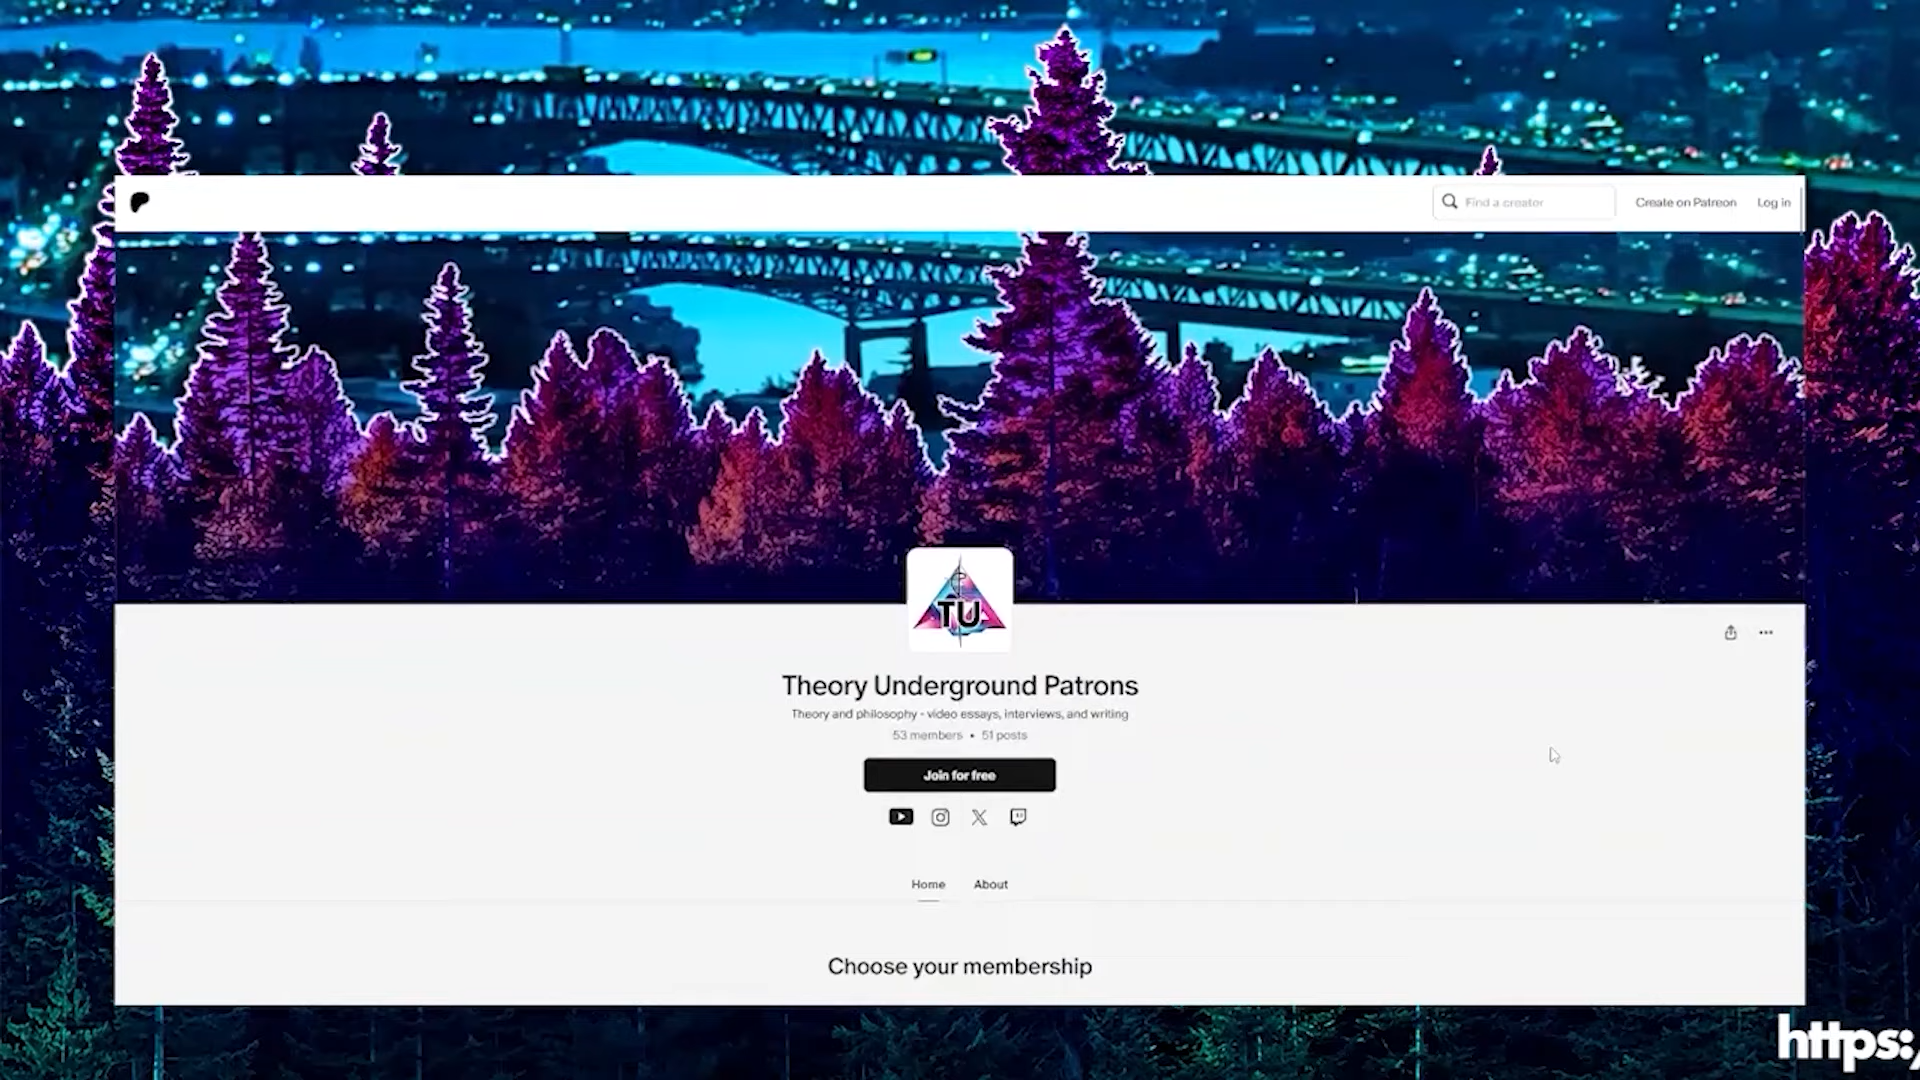 Find a creator
Create on Patreon
Log in
TU
Theory Underground Patrons
Theory and philosophy - video essays, interviews, and writing
53 members • 51 posts
Join for free
Home
About
Choose your membership
https:/